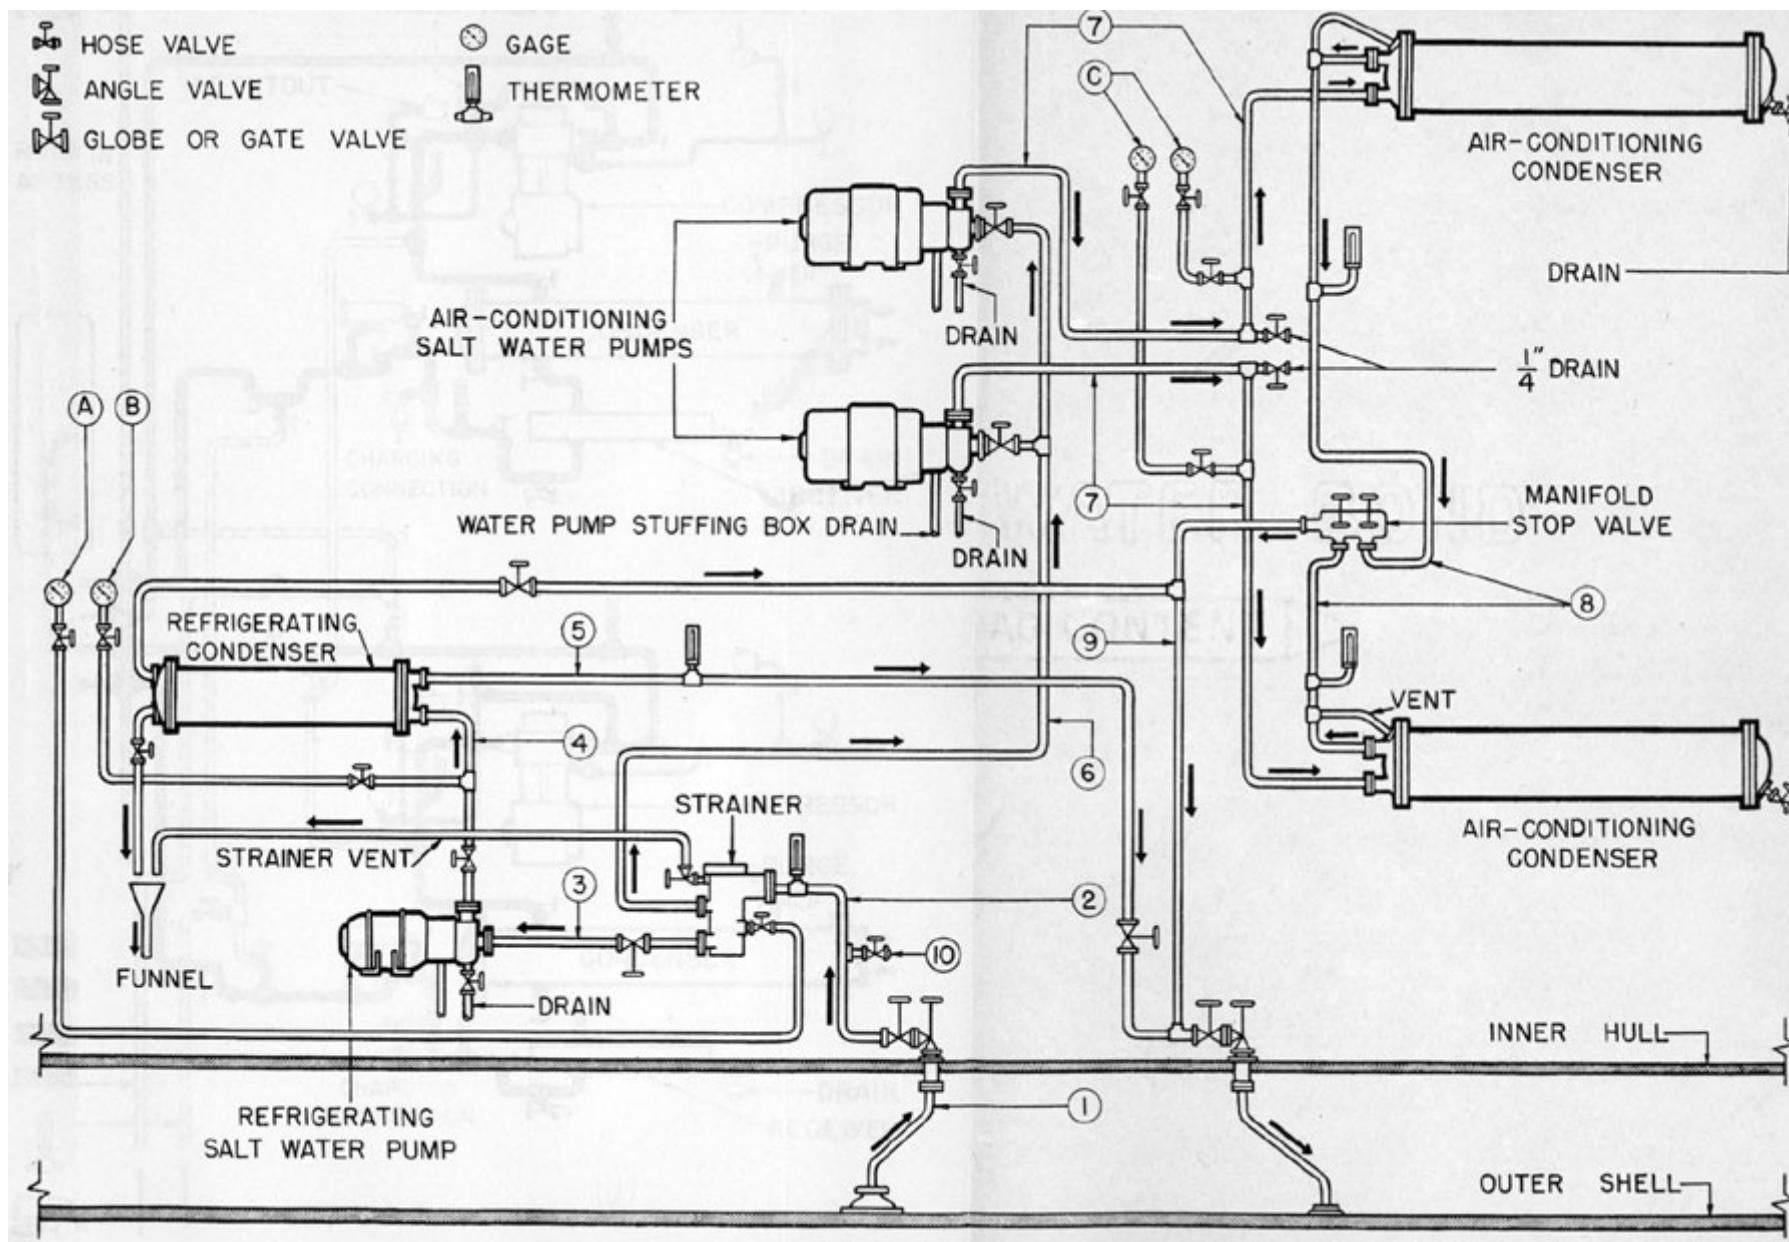 HOSE VALVE
ANGLE VALVE
GLOBE OR GATE VALVE
GAGE
THERMOMETER
7
C
AIR-CONDITIONING
CONDENSER
DRAIN
AIR-CONDITIONING
SALT WATER PUMPS
DRAIN
1/4" DRAIN
A
B
7
WATER PUMP STUFFING BOX DRAIN
DRAIN
MANIFOLD
STOP VALVE
8
REFRIGERATING
CONDENSER
5
9
VENT
4
6
STRAINER
STRAINER VENT
AIR-CONDITIONING
CONDENSER
3
2
10
FUNNEL
DRAIN
INNER HULL
REFRIGERATING
SALT WATER PUMP
1
OUTER SHELL